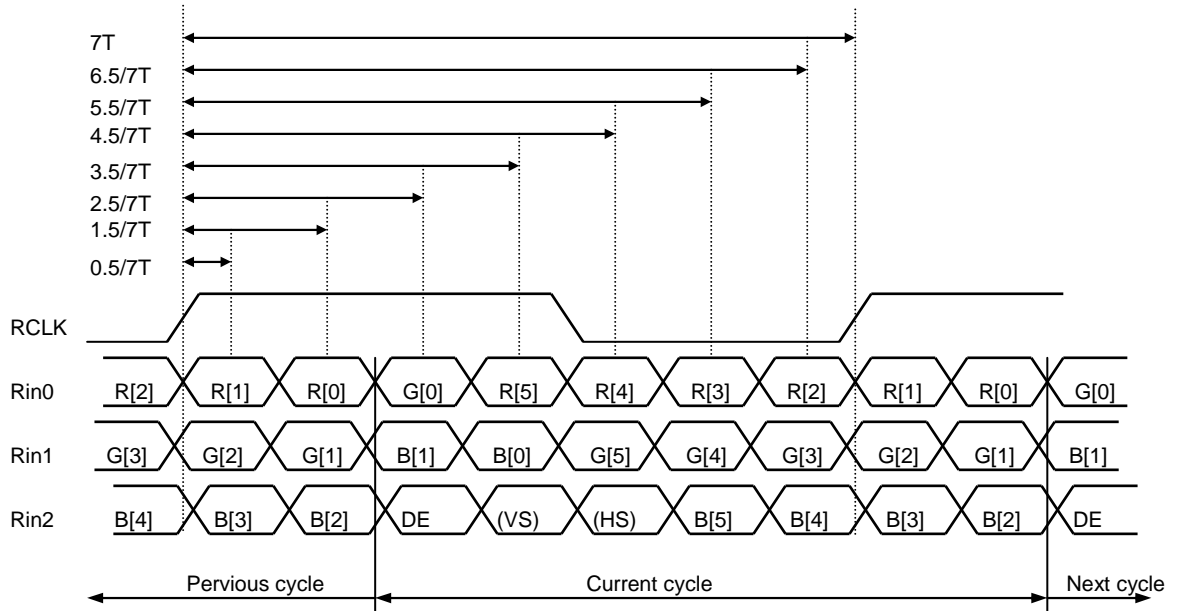 7T
6.5/7T
5.5/7T
4.5/7T
3.5/7T
2.5/7T
1.5/7T
0.5/7T
RCLK
Rin0 R[2] R[1] R[0] G[0] R[5] R[4] R[3] R[2] R[1] R[0] G[0]
Rin1 G[3] G[2] G[1] B[1] B[0] G[5] G[4] G[3] G[2] G[1] B[1]
Rin2 B[4] B[3] B[2] DE (VS) (HS) B[5] B[4] B[3] B[2] DE
Pervious cycle Current cycle Next cycle